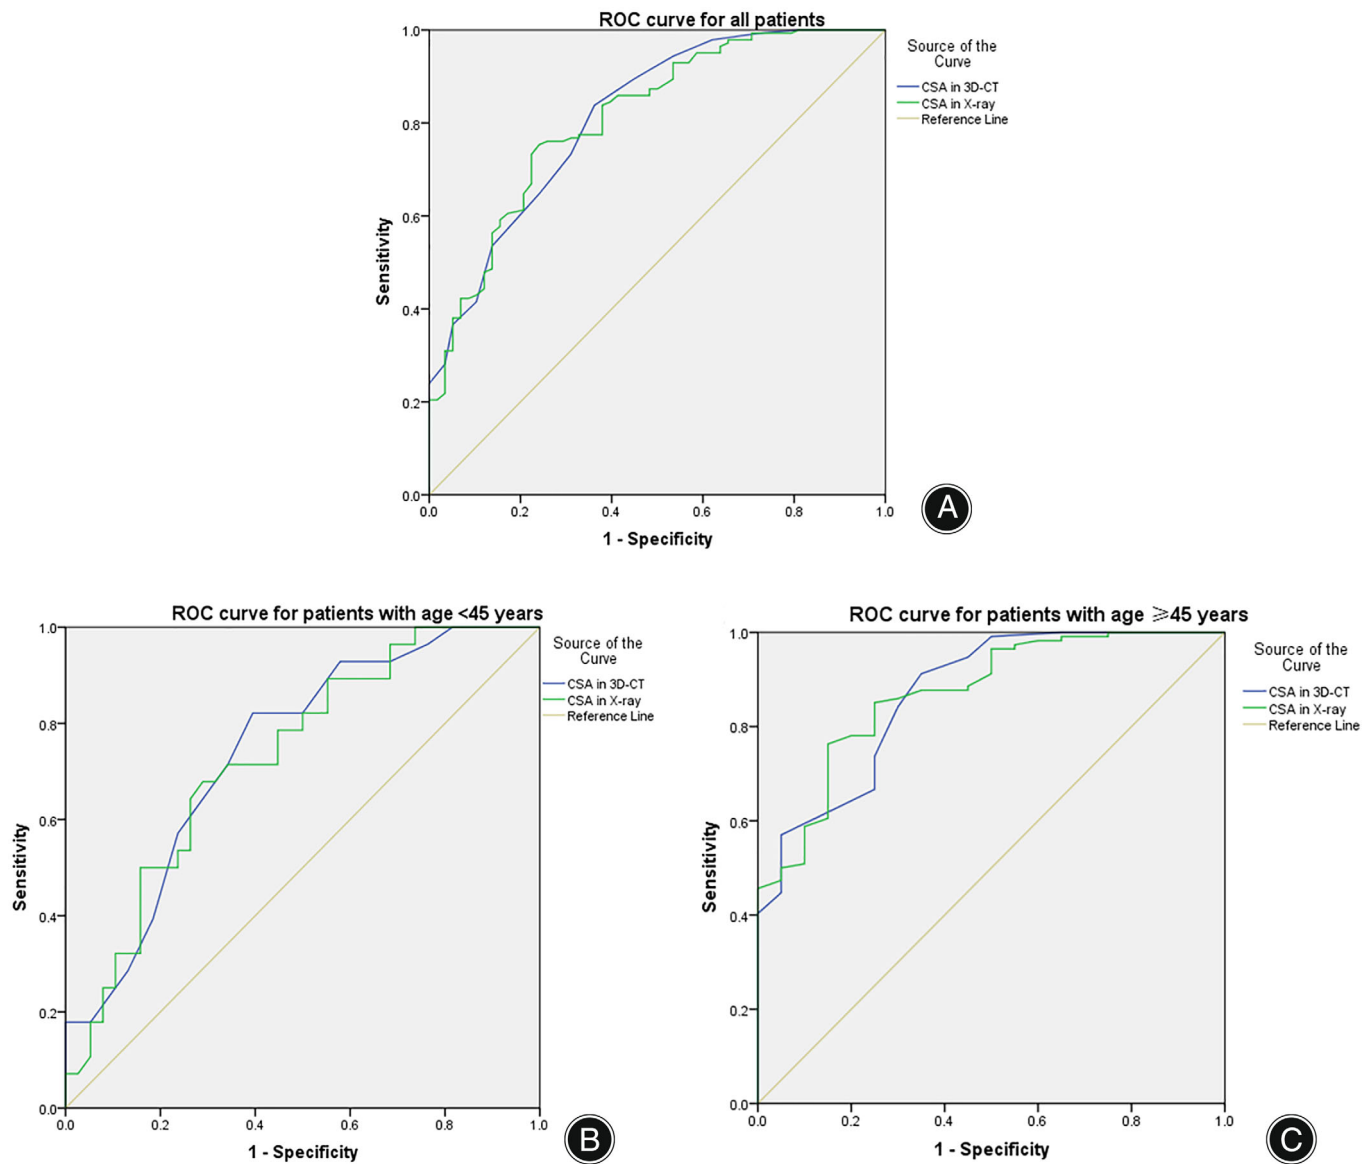 ROC curve for all patients
1.0
0.8
0.6
0.4
0.2
0.0
Sensitivity
0.0 0.2 0.4 0.6 0.8 1.0
1 - Specificity
Source of the
Curve
CSA in 3D-CT
CSA in X-ray
Reference Line
A
ROC curve for patients with age <45 years
1.0
0.8
0.6
0.4
0.2
0.0
Sensitivity
0.0 0.2 0.4 0.6 0.8 1.0
1 - Specificity
Source of the
Curve
CSA in 3D-CT
CSA in X-ray
Reference Line
B
ROC curve for patients with age ⩾45 years
1.0
0.8
0.6
0.4
0.2
0.0
Sensitivity
0.0 0.2 0.4 0.6 0.8 1.0
1 - Specificity
Source of the
Curve
CSA in 3D-CT
CSA in X-ray
Reference Line
C